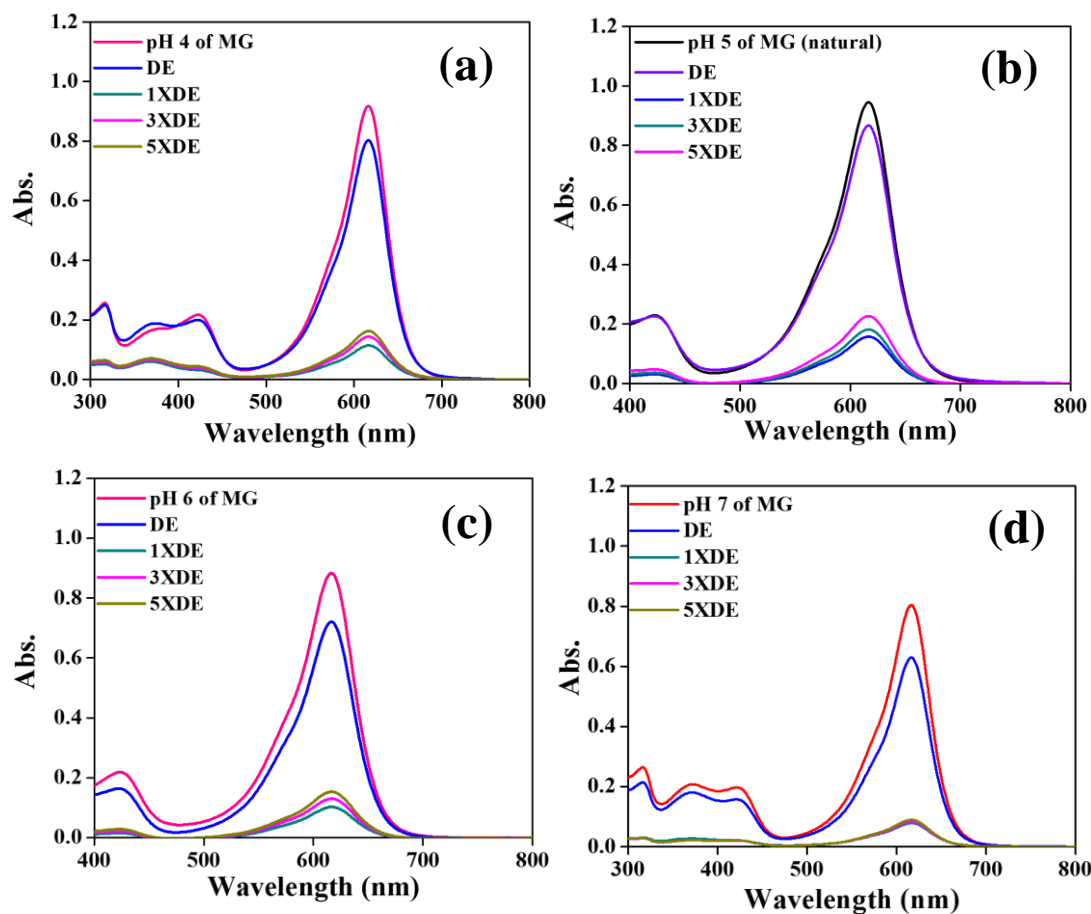 (a)
pH 4 of MG
DE
1XDE
3XDE
5XDE
Abs.
1.2
1.0
0.8
0.6
0.4
0.2
0.0
300 400 500 600 700 800
Wavelength (nm)
(b)
pH 5 of MG (natural)
DE
1XDE
3XDE
5XDE
Abs.
1.2
1.0
0.8
0.6
0.4
0.2
0.0
400 500 600 700 800
Wavelength (nm)
(c)
pH 6 of MG
DE
1XDE
3XDE
5XDE
Abs.
1.2
1.0
0.8
0.6
0.4
0.2
0.0
400 500 600 700 800
Wavelength (nm)
(d)
pH 7 of MG
DE
1XDE
3XDE
5XDE
Abs.
1.2
1.0
0.8
0.6
0.4
0.2
0.0
300 400 500 600 700 800
Wavelength (nm)